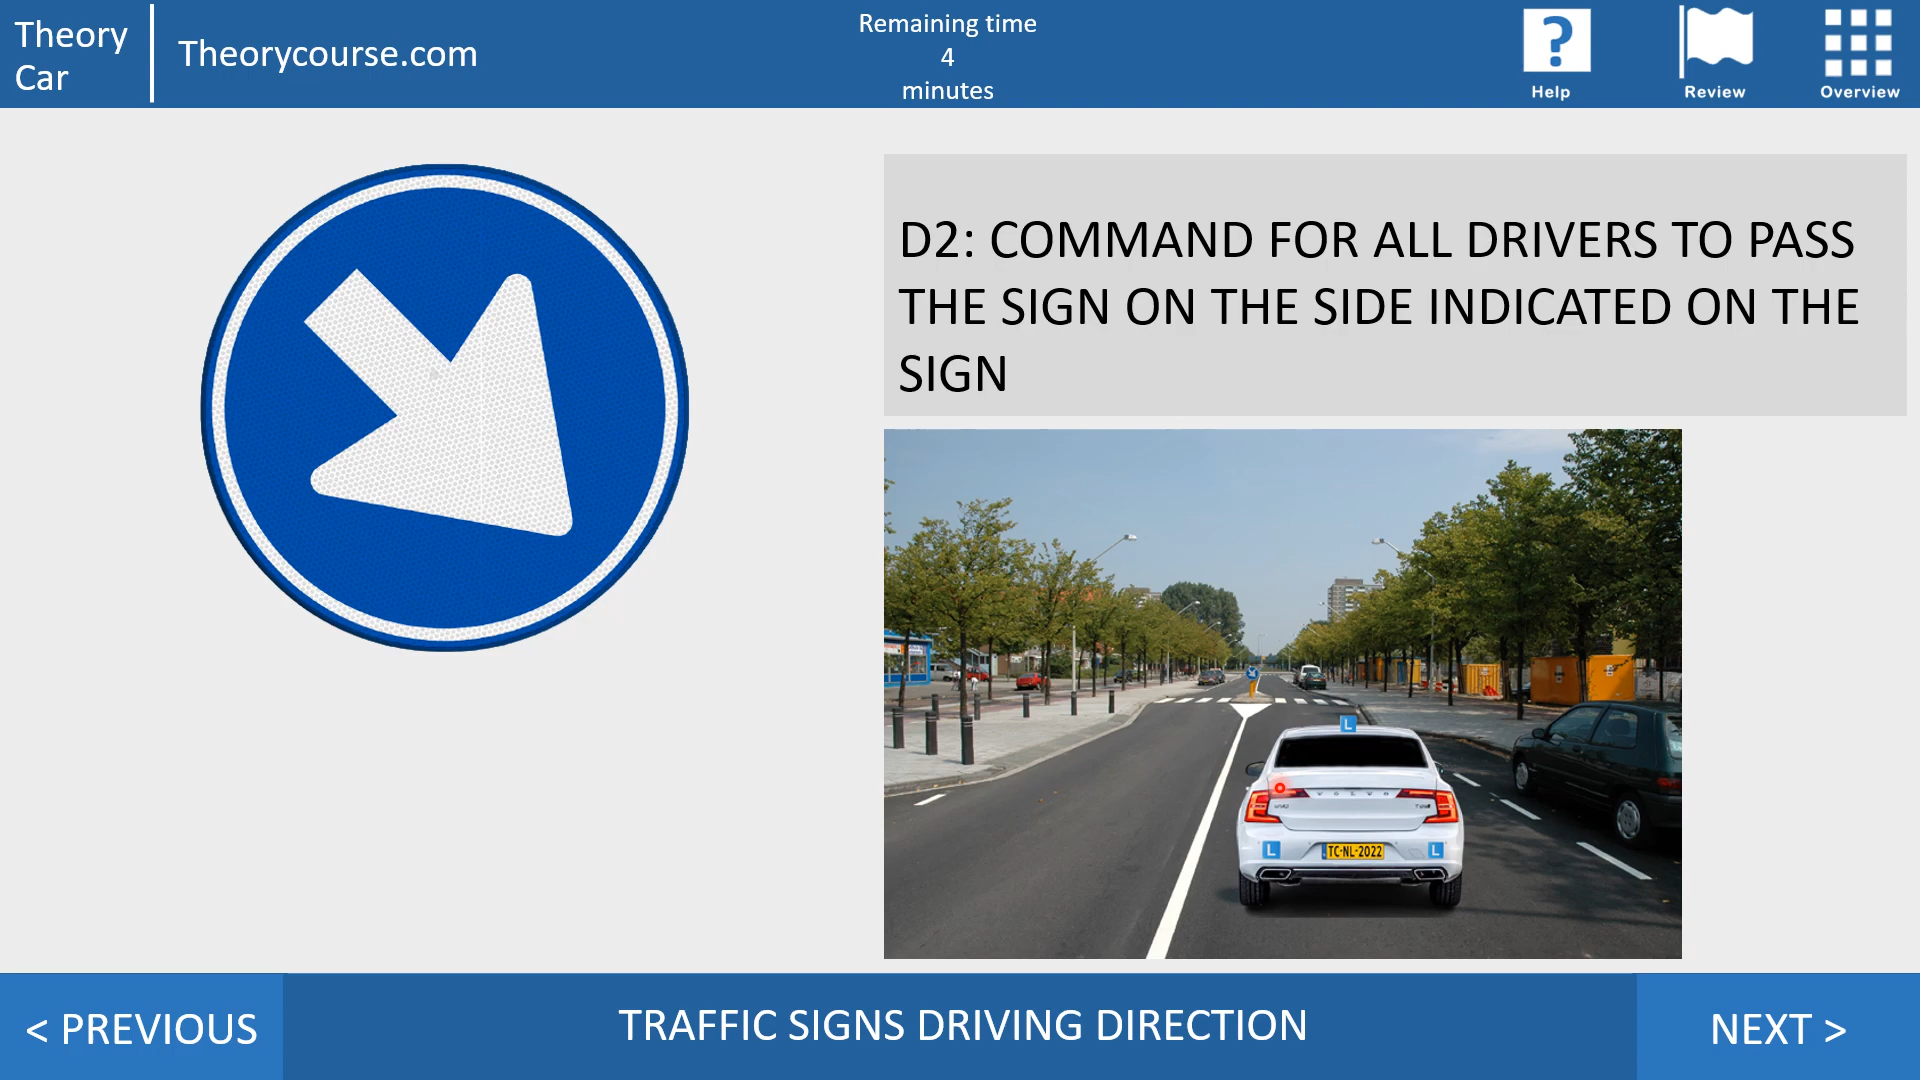 Theory
Car
Theorycourse.com
Remaining time
4
minutes
?
Help
Review
Overview
D2: COMMAND FOR ALL DRIVERS TO PASS
THE SIGN ON THE SIDE INDICATED ON THE
SIGN
L
VOLVO
L
TC-NL-2022
L
< PREVIOUS
TRAFFIC SIGNS DRIVING DIRECTION
NEXT >